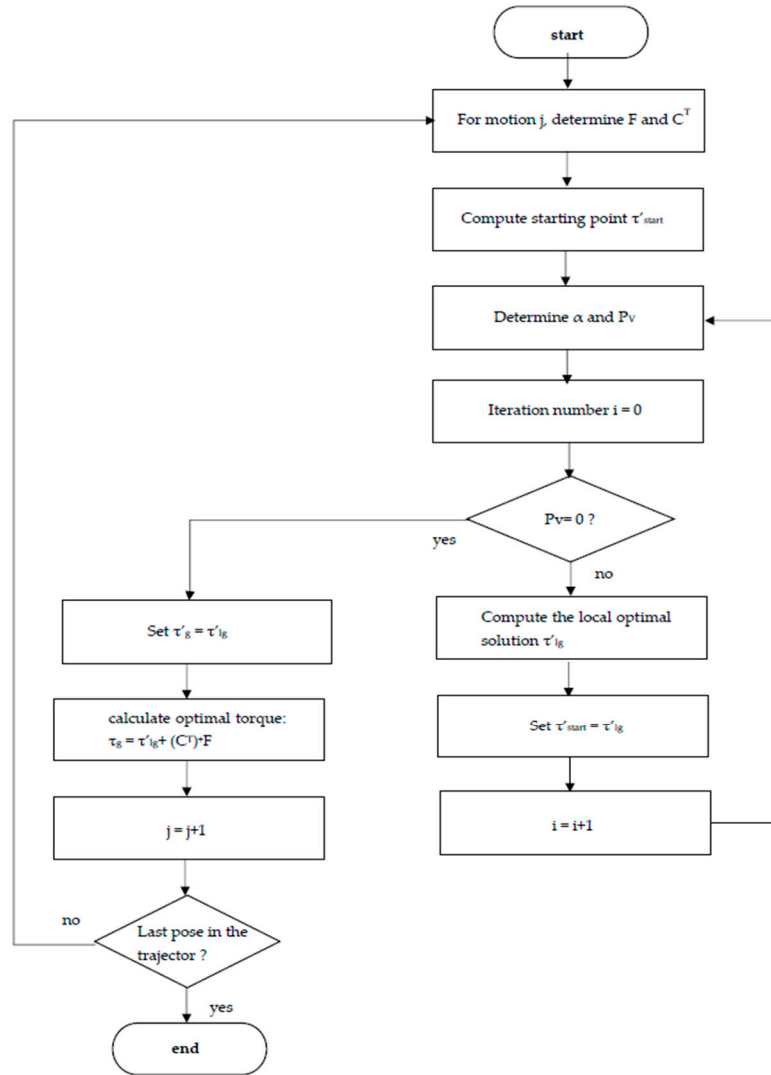 start
For motion j, determine F and Cᵀ
Compute starting point τ'start
Determine α and Pv
Iteration number i = 0
Pv= 0 ?
yes
no
Compute the local optimal
solution τ'lg
Set τ'start = τ'lg
i = i+1
Set τ'g = τ'lg
calculate optimal torque:
τg = τ'lg+ (Cᵀ)⁺F
j = j+1
Last pose in the
trajector ?
no
yes
end